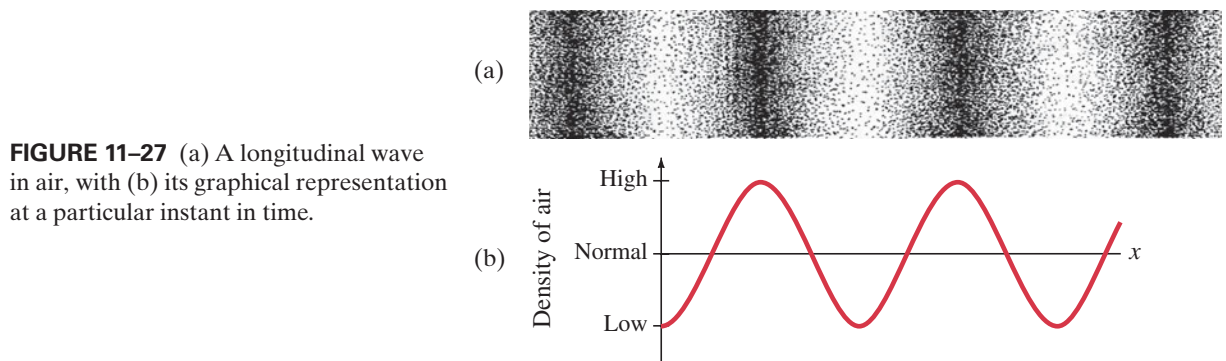 (a)
FIGURE 11–27 (a) A longitudinal wave
in air, with (b) its graphical representation
at a particular instant in time.
(b)
Density of air
High
Normal
Low
x